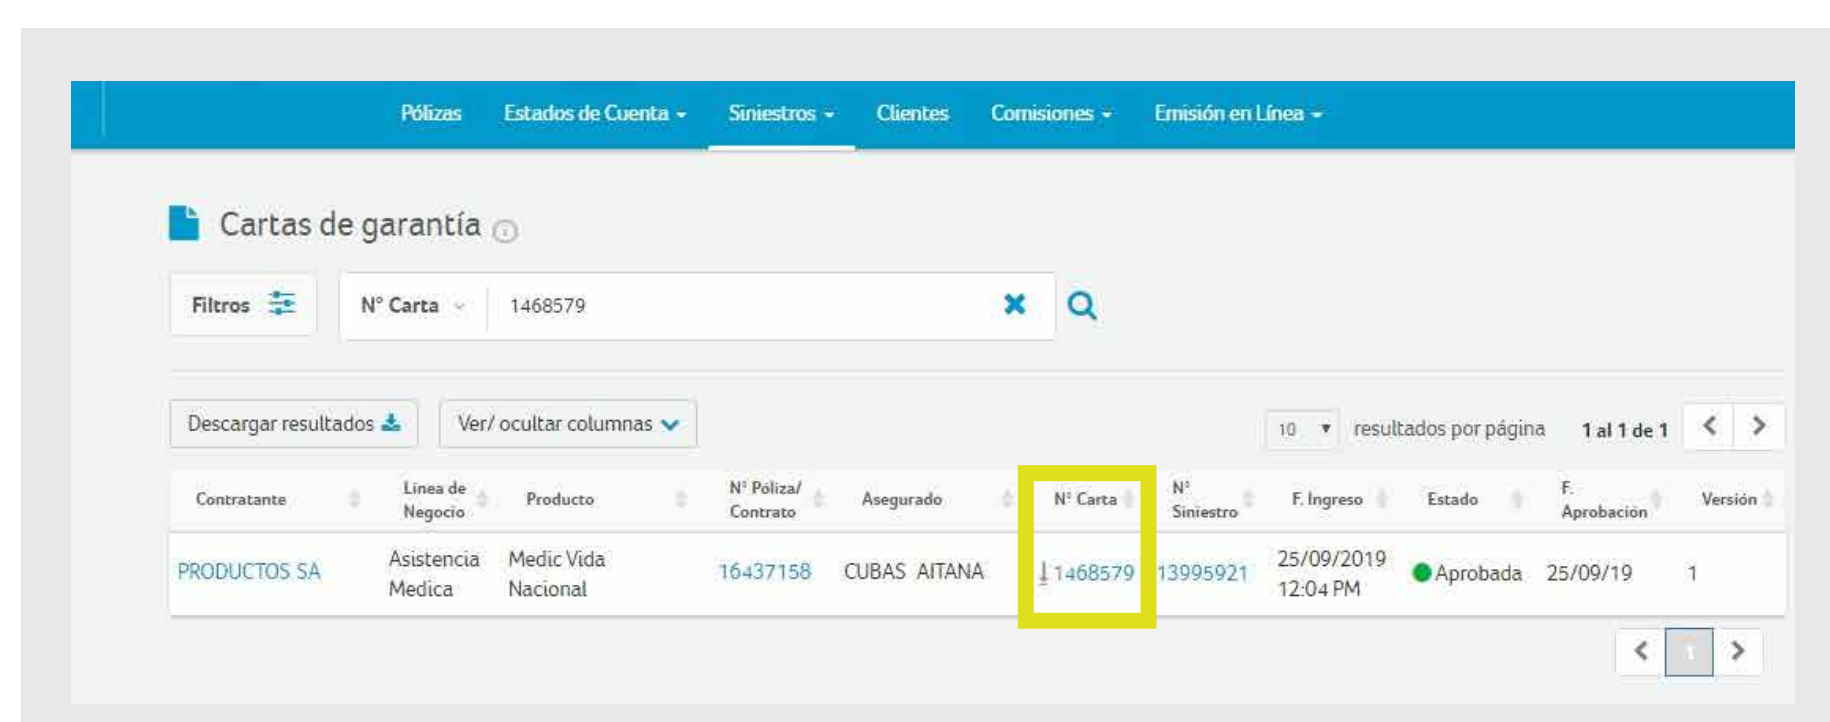 Pólizas Estados de Cuenta Siniestros Clientes Comisiones Emisión en Línea
Cartas de garantía
Filtros N° Carta 1468579
Descargar resultados Ver/ ocultar columnas 10 resultados por página 1 al 1 de 1
Contratante Linea de Negocio Producto N° Poliza/ Contrato Asegurado N° Carta N° Siniestro F. Ingreso Estado F. Aprobación Versión
PRODUCTOS SA Asistencia Medica Medic Vida Nacional 16437158 CUBAS AITANA 1468579 13995921 25/09/2019 12:04 PM Aprobada 25/09/19 1
1